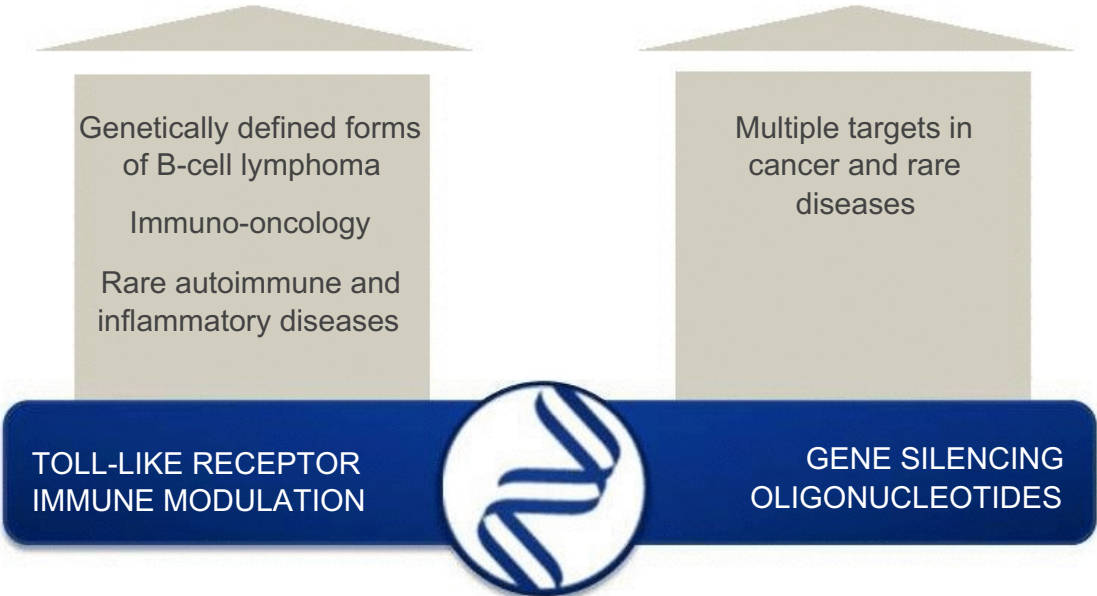 Genetically defined forms
of B-cell lymphoma
Immuno-oncology
Rare autoimmune and
inflammatory diseases
Multiple targets in
cancer and rare
diseases
TOLL-LIKE RECEPTOR
IMMUNE MODULATION
GENE SILENCING
OLIGONUCLEOTIDES